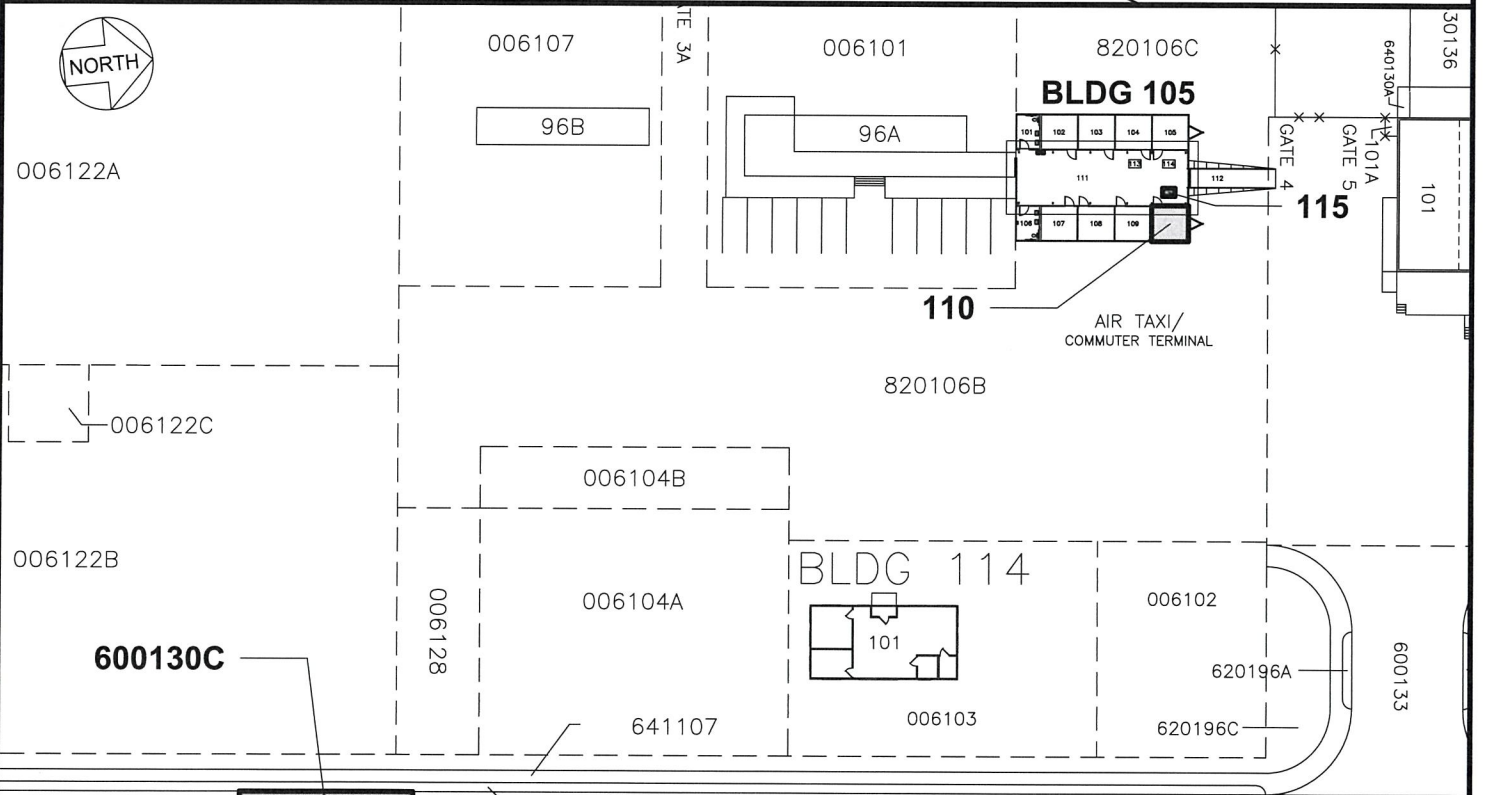 NORTH
006107
TE 3A
006101
820106C
640130A
30136
BLDG 105
96B
96A
101
102
103
104
105
GATE 4
GATE 5
101A
101
006122A
111
113
114
112
115
106
107
108
109
110
AIR TAXI/
COMMUTER TERMINAL
820106B
006122C
006104B
006122B
006128
006104A
BLDG 114
101
006102
600130C
620196A
600133
641107
006103
620196C